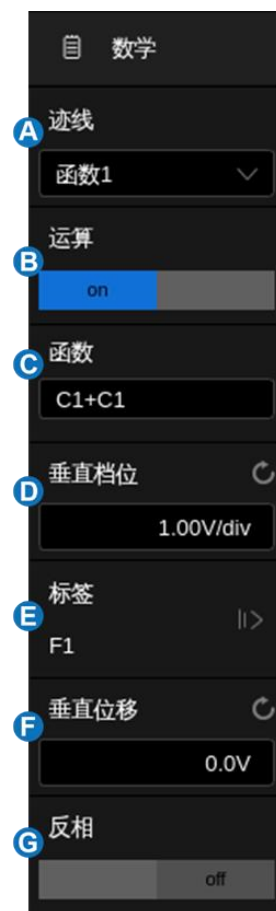 数学
A
迹线
函数1
B
运算
on
C
函数
C1+C1
D
垂直档位
1.00V/div
E
标签
F1
F
垂直位移
0.0V
G
反相
off